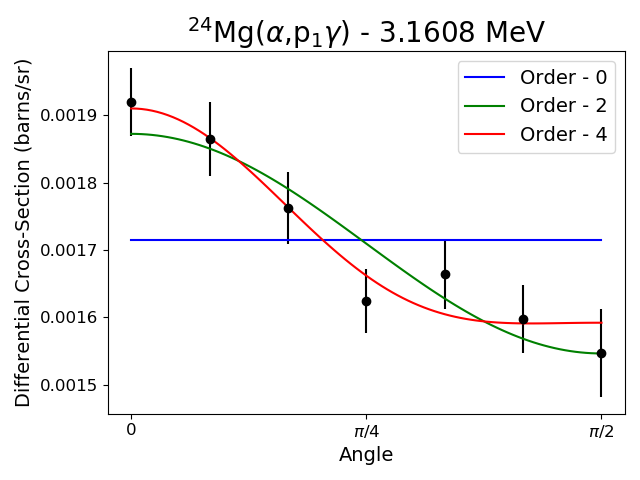 ²⁴Mg(α,p₁γ) - 3.1608 MeV
Order - 0
Order - 2
Order - 4
Differential Cross-Section (barns/sr)
0.0019
0.0018
0.0017
0.0016
0.0015
0
π/4
π/2
Angle